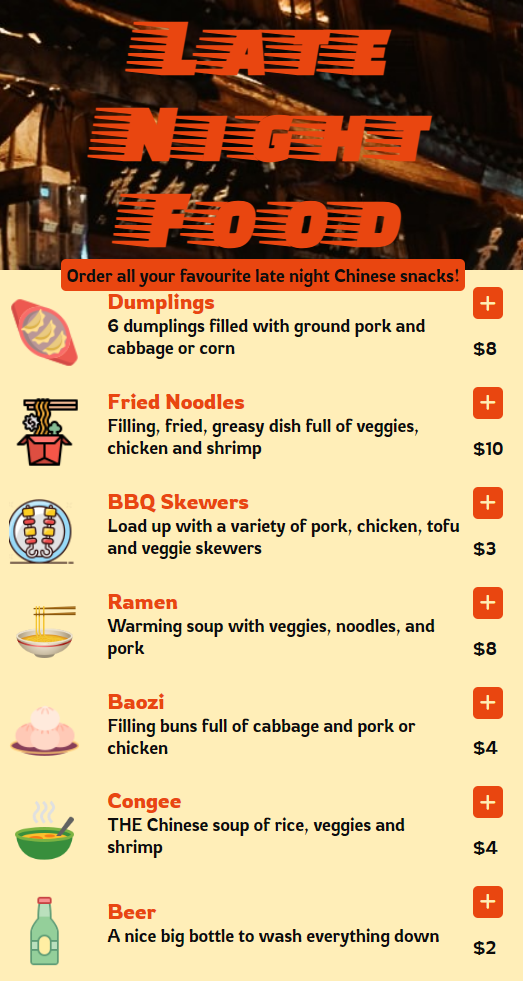 Late
Night
Food
Order all your favourite late night Chinese snacks!
Dumplings
6 dumplings filled with ground pork and
cabbage or corn
+
$8
Fried Noodles
Filling, fried, greasy dish full of veggies,
chicken and shrimp
+
$10
BBQ Skewers
Load up with a variety of pork, chicken, tofu
and veggie skewers
+
$3
Ramen
Warming soup with veggies, noodles, and
pork
+
$8
Baozi
Filling buns full of cabbage and pork or
chicken
+
$4
Congee
THE Chinese soup of rice, veggies and
shrimp
+
$4
Beer
A nice big bottle to wash everything down
+
$2